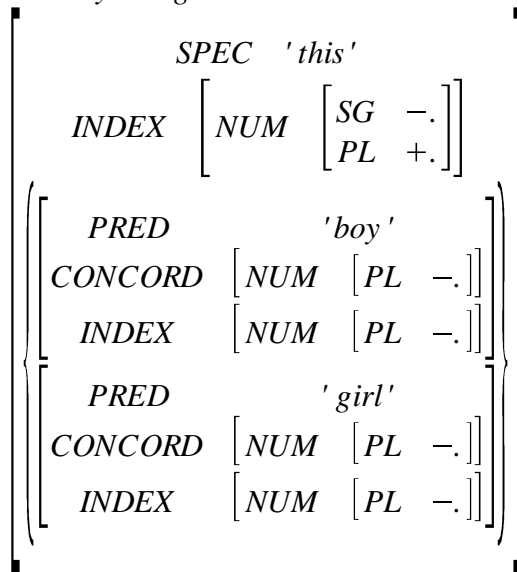 SPEC 'this'
INDEX [NUM [SG −.
PL +.]]
PRED 'boy'
CONCORD [NUM [PL −.]]
INDEX [NUM [PL −.]]
PRED 'girl'
CONCORD [NUM [PL −.]]
INDEX [NUM [PL −.]]